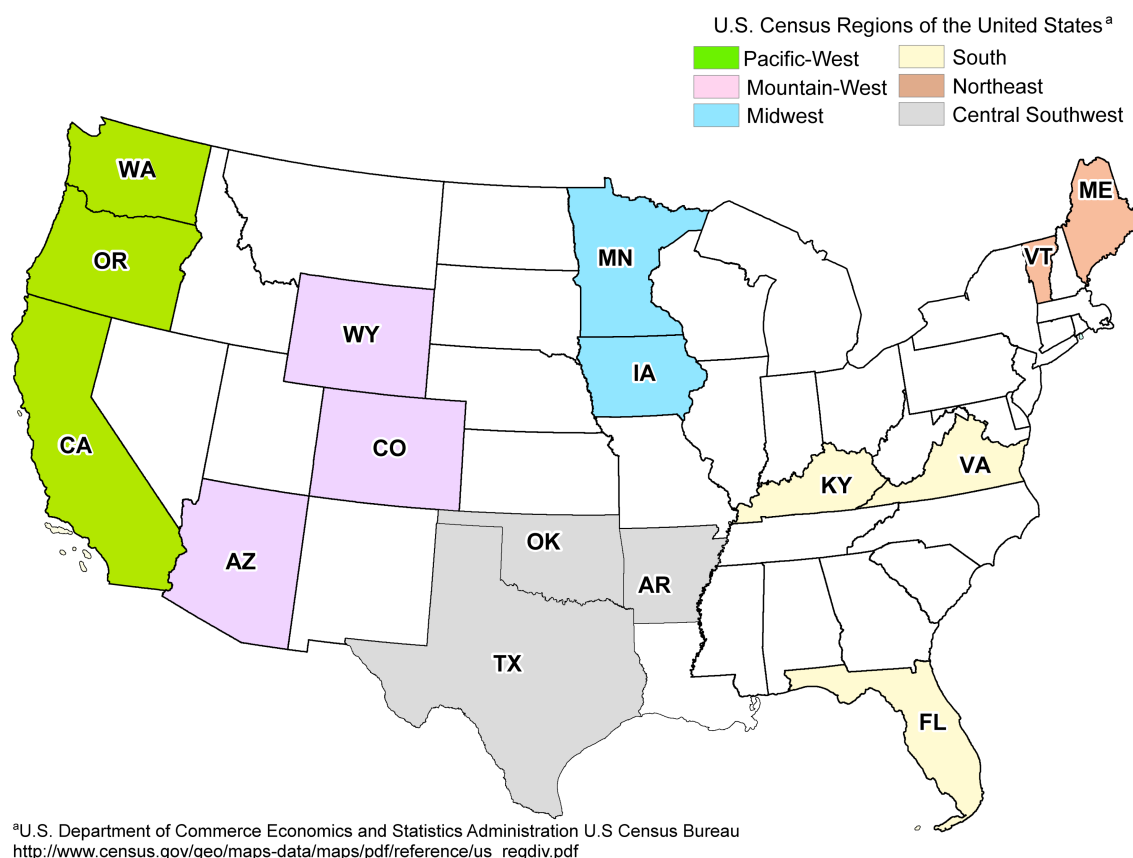 U.S. Census Regions of the United States a
Pacific-West
South
Mountain-West
Northeast
Midwest
Central Southwest
WA
ME
OR
MN
VT
WY
IA
CA
CO
KY
VA
AZ
OK
AR
TX
FL
aU.S. Department of Commerce Economics and Statistics Administration U.S Census Bureau
http://www.census.gov/geo/maps-data/maps/pdf/reference/us_regdiv.pdf